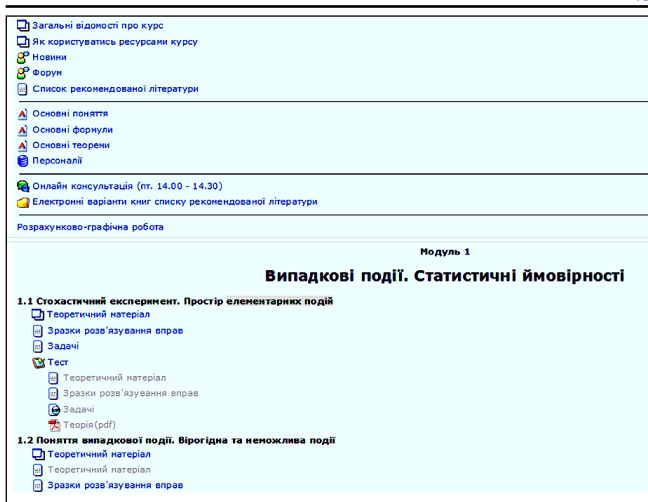 Загальні відомості про курс
Як користуватись ресурсами курсу
Новини
Форум
Список рекомендованої літератури
Основні поняття
Основні формули
Основні теореми
Персоналії
Онлайн консультація (пт. 14.00 - 14.30)
Електронні варіанти книг списку рекомендованої літератури
Розрахунково-графічна робота
Модуль 1
Випадкові події. Статистичні ймовірності
1.1 Стохастичний експеримент. Простір елементарних подій
Теоретичний матеріал
Зразки розв'язування вправ
Задачі
Тест
Теоретичний матеріал
Зразки розв'язування вправ
Задачі
Теорія(pdf)
1.2 Поняття випадкової події. Вірогідна та неможлива події
Теоретичний матеріал
Теоретичний матеріал
Зразки розв'язування вправ